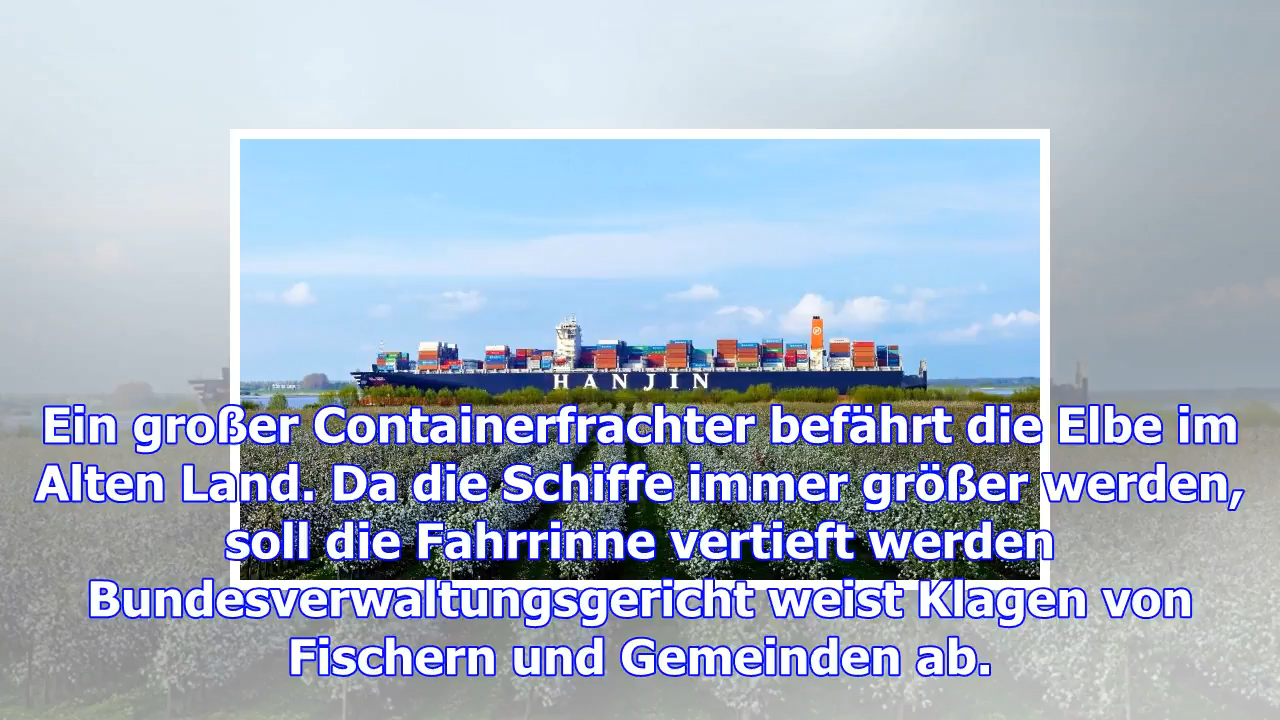 HANJIN
Ein großer Containerfrachter befährt die Elbe im
Alten Land. Da die Schiffe immer größer werden,
soll die Fahrrinne vertieft werden
Bundesverwaltungsgericht weist Klagen von
Fischern und Gemeinden ab.